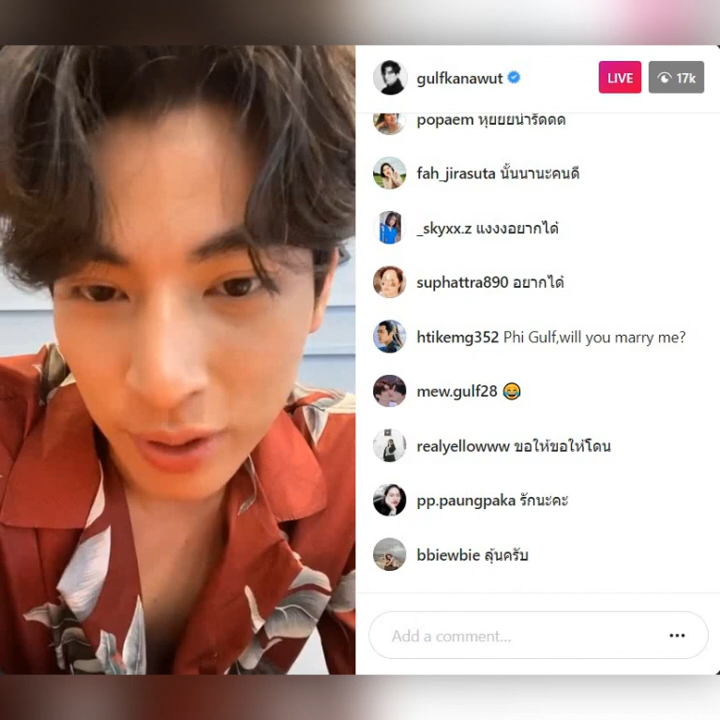 gulfkanawut
LIVE
17k
popaem หุยยยน่ารัดดด
fah_jirasuta นั้นนานะคนดี
_skyxx.z แงงงอยากได้
suphattra890 อยากได้
htikemg352 Phi Gulf,will you marry me?
mew.gulf28 😂
realyellowww ขอให้ขอให้โดน
pp.paungpaka รักนะคะ
bbiewbie ลุ้นครับ
Add a comment...